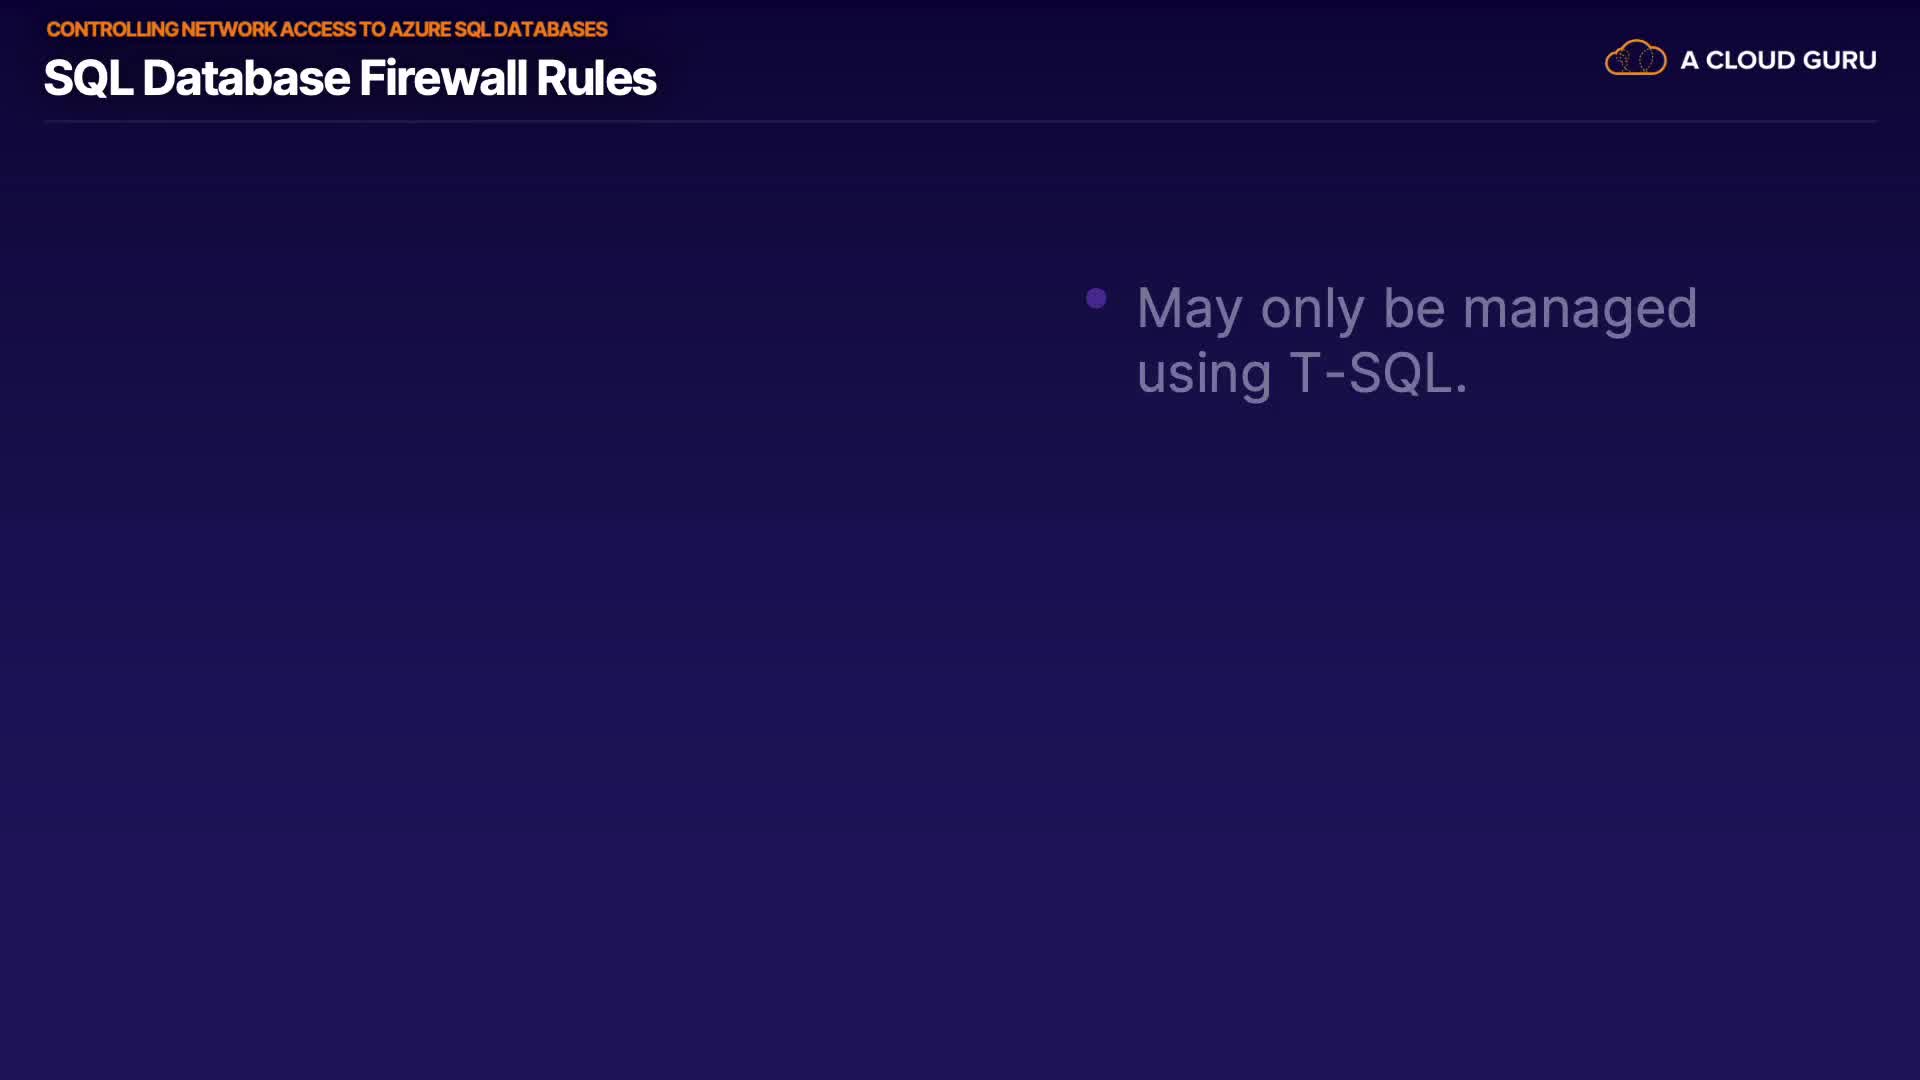 CONTROLLING NETWORK ACCESS TO AZURE SQL DATABASES
SQL Database Firewall Rules
A CLOUD GURU
May only be managed
using T-SQL.